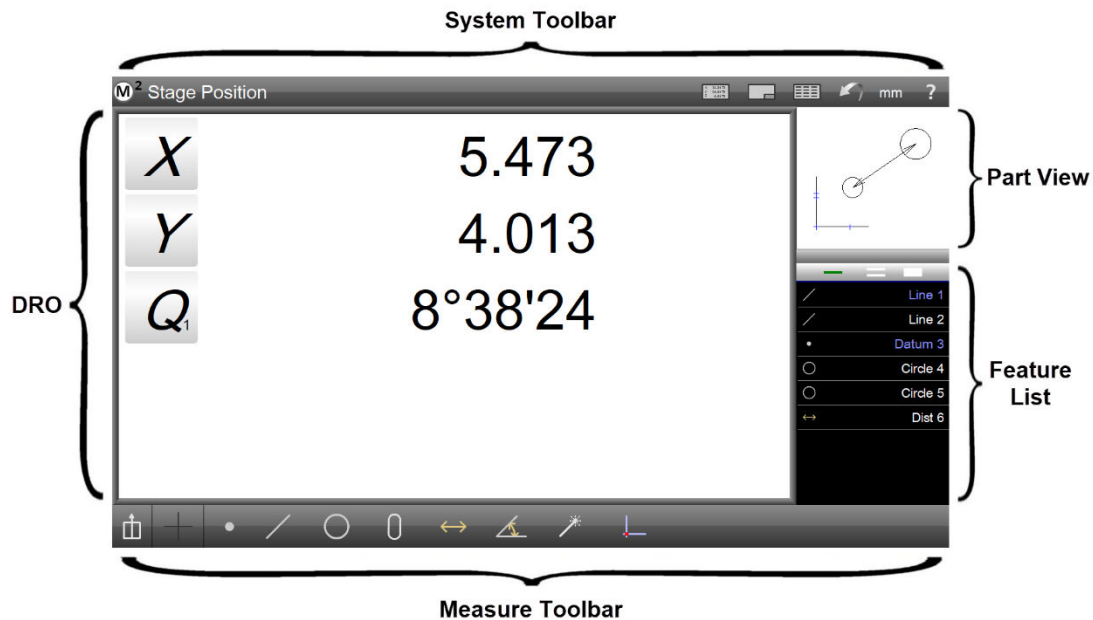 System Toolbar
M² Stage Position
mm ?
X 5.473
Y 4.013
Q1 8°38'24
DRO
Part View
Line 1
Line 2
Datum 3
Circle 4
Circle 5
Dist 6
Feature
List
Measure Toolbar